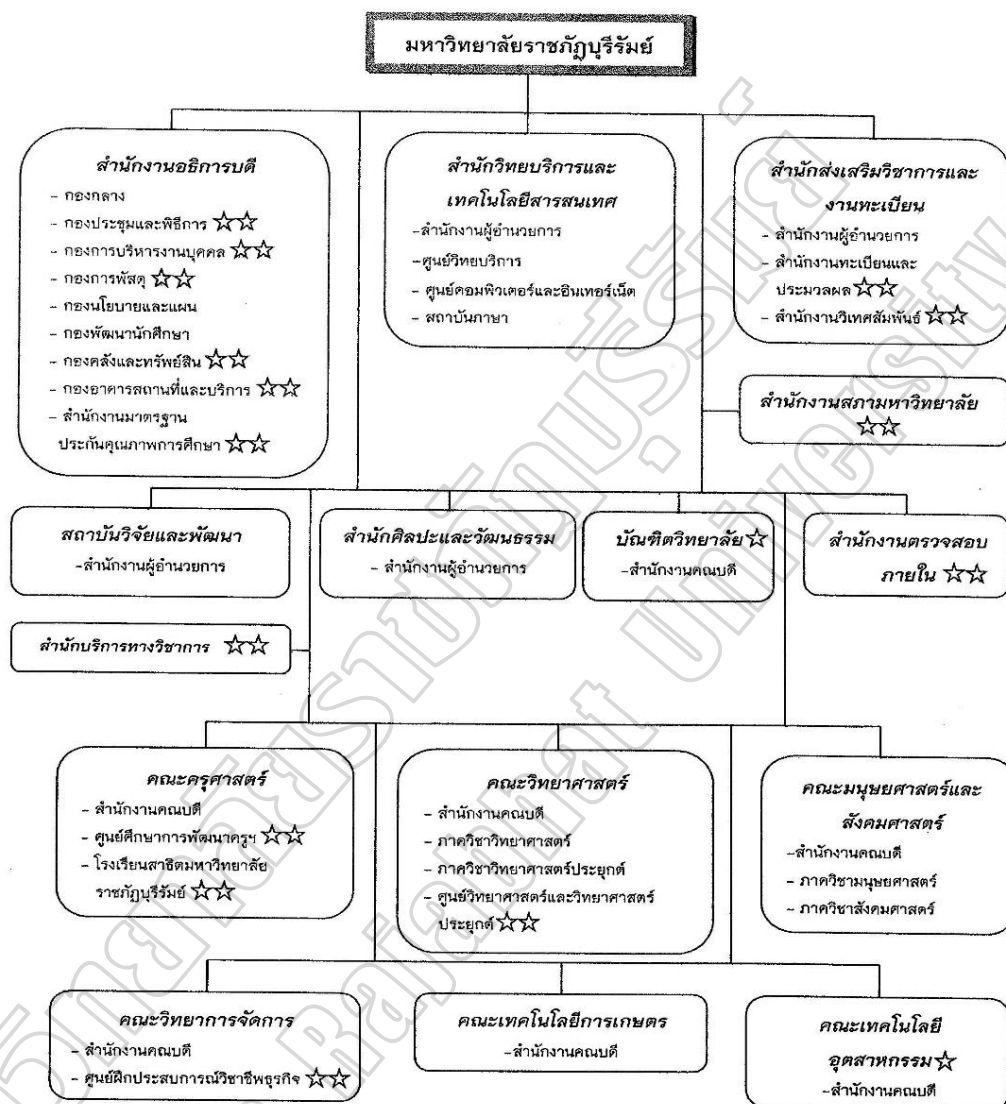 มหาวิทยาลัยราชภัฏบุรีรัมย์
สำนักงานอธิการบดี
- กองกลาง
- กองประชุมและพิธีการ ☆☆
- กองการบริหารงานบุคคล ☆☆
- กองการพัสดุ ☆☆
- กองนโยบายและแผน
- กองพัฒนานักศึกษา
- กองคลังและทรัพย์สิน ☆☆
- กองอาคารสถานที่และบริการ ☆☆
- สำนักงานมาตรฐาน
ประกันคุณภาพการศึกษา ☆☆
สำนักวิทยบริการและ
เทคโนโลยีสารสนเทศ
-สำนักงานผู้อำนวยการ
-ศูนย์วิทยบริการ
- ศูนย์คอมพิวเตอร์และอินเทอร์เน็ต
- สถาบันภาษา
สำนักส่งเสริมวิชาการและ
งานทะเบียน
- สำนักงานผู้อำนวยการ
- สำนักงานทะเบียนและ
ประมวลผล ☆☆
- สำนักงานวิเทศสัมพันธ์ ☆☆
สำนักงานสภามหาวิทยาลัย
☆☆
สถาบันวิจัยและพัฒนา
-สำนักงานผู้อำนวยการ
สำนักศิลปะและวัฒนธรรม
- สำนักงานผู้อำนวยการ
บัณฑิตวิทยาลัย ☆
-สำนักงานคณบดี
สำนักงานตรวจสอบ
ภายใน ☆☆
สำนักบริการทางวิชาการ ☆☆
คณะครุศาสตร์
- สำนักงานคณบดี
- ศูนย์ศึกษาการพัฒนาครูฯ ☆☆
- โรงเรียนสาธิตมหาวิทยาลัย
ราชภัฏบุรีรัมย์ ☆☆
คณะวิทยาศาสตร์
- สำนักงานคณบดี
- ภาควิชาวิทยาศาสตร์
- ภาควิชาวิทยาศาสตร์ประยุกต์
- ศูนย์วิทยาศาสตร์และวิทยาศาสตร์
ประยุกต์ ☆☆
คณะมนุษยศาสตร์และ
สังคมศาสตร์
-สำนักงานคณบดี
- ภาควิชามนุษยศาสตร์
- ภาควิชาสังคมศาสตร์
คณะวิทยาการจัดการ
- สำนักงานคณบดี
- ศูนย์ฝึกประสบการณ์วิชาชีพธุรกิจ ☆☆
คณะเทคโนโลยีการเกษตร
-สำนักงานคณบดี
คณะเทคโนโลยี
อุตสาหกรรม ☆
-สำนักงานคณบดี
Rajabhat University